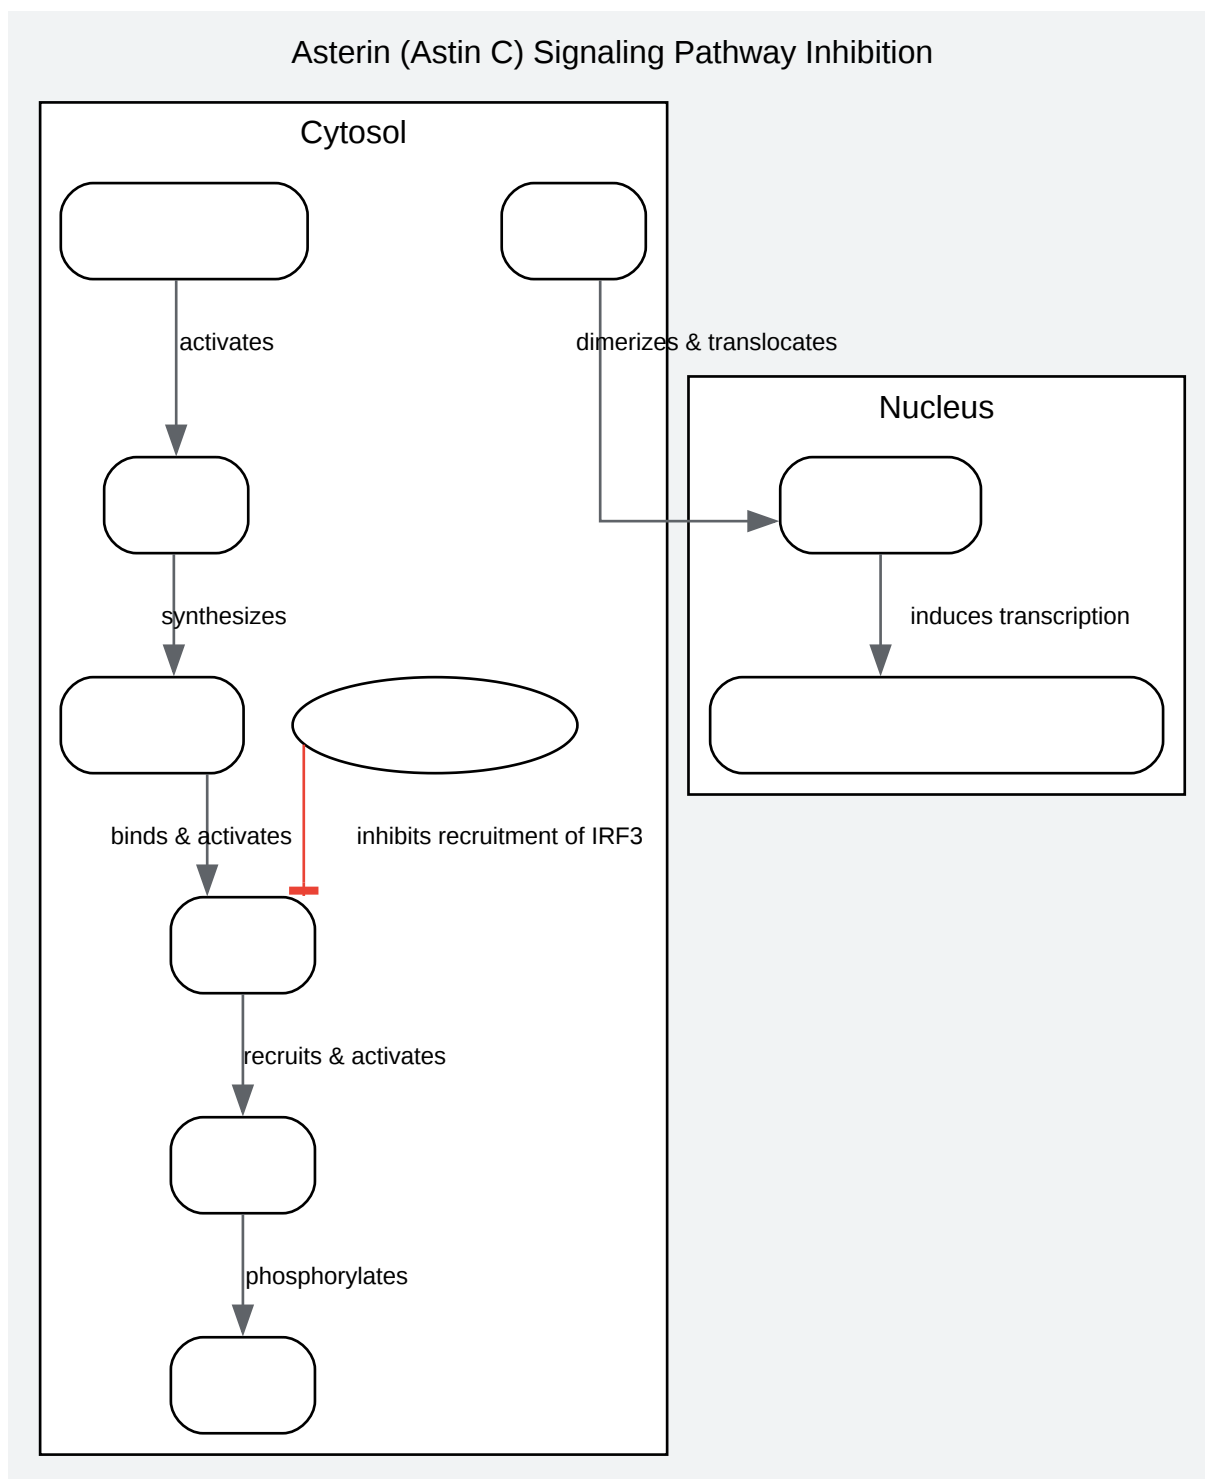 Asterin (Astin C) Signaling Pathway Inhibition
Cytosol
activates
dimerizes & translocates
Nucleus
synthesizes
induces transcription
binds & activates
inhibits recruitment of IRF3
recruits & activates
phosphorylates